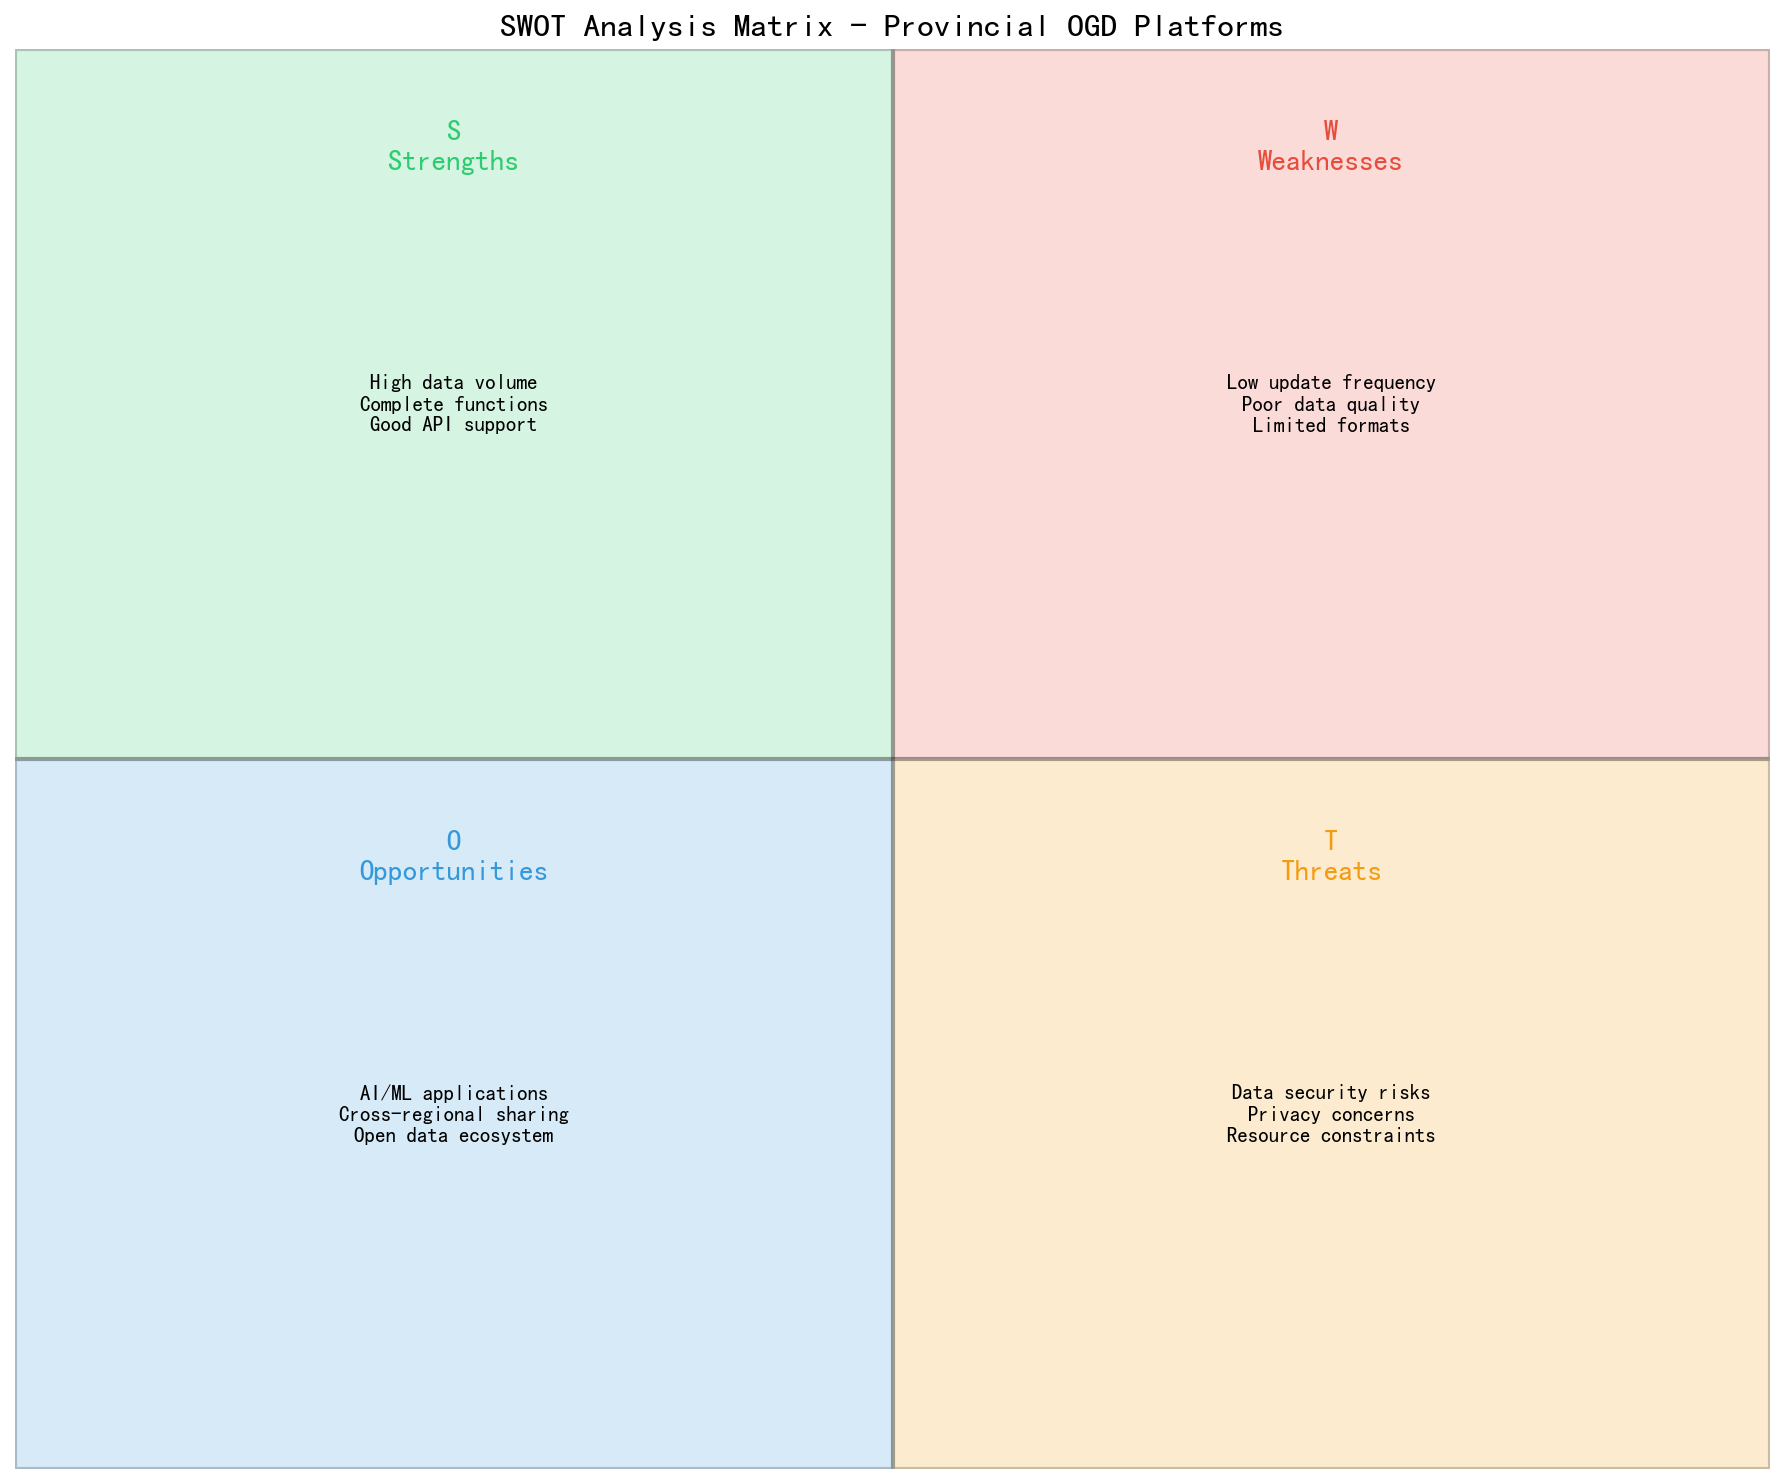 SWOT Analysis Matrix - Provincial OGD Platforms
S
Strengths
High data volume
Complete functions
Good API support
W
Weaknesses
Low update frequency
Poor data quality
Limited formats
O
Opportunities
AI/ML applications
Cross-regional sharing
Open data ecosystem
T
Threats
Data security risks
Privacy concerns
Resource constraints